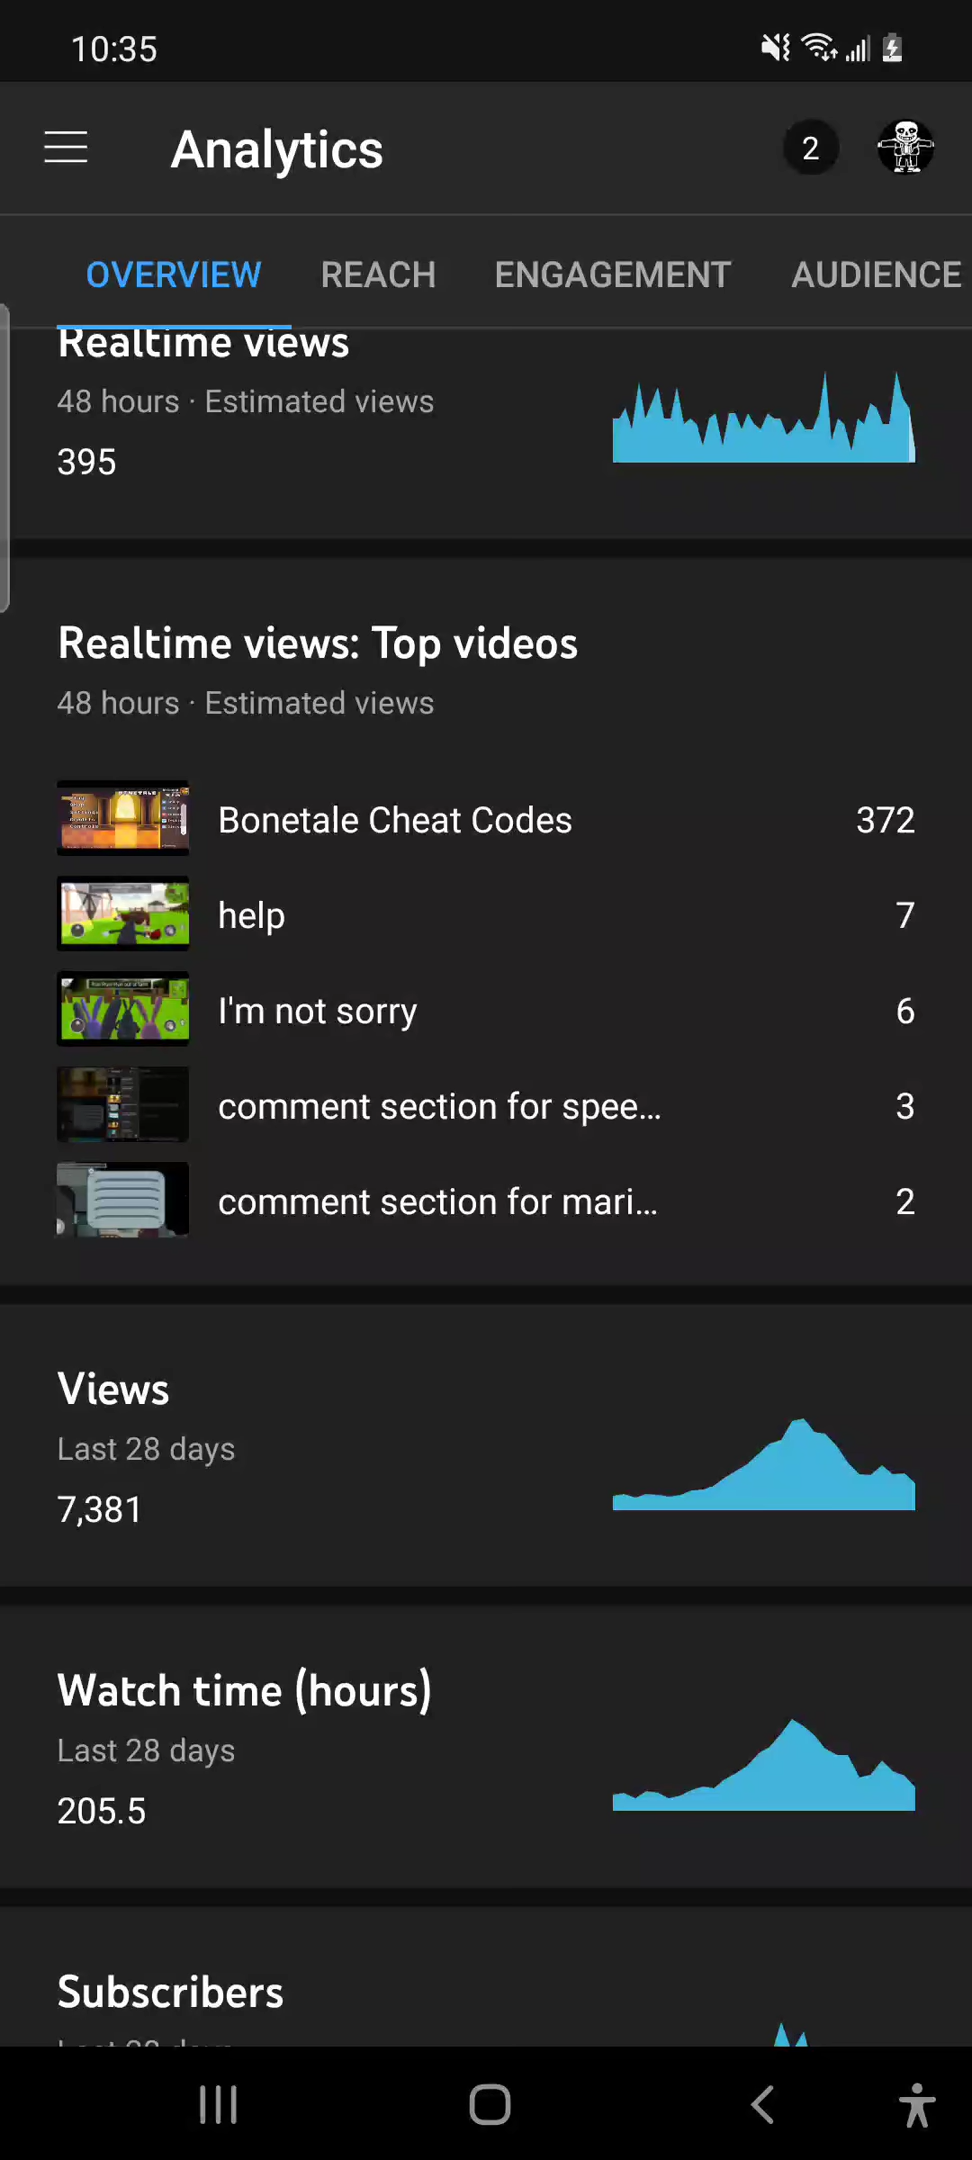 10:35
Analytics
2
OVERVIEW REACH ENGAGEMENT AUDIENCE
Realtime views
48 hours · Estimated views
395
Realtime views: Top videos
48 hours · Estimated views
Bonetale Cheat Codes 372
help 7
I'm not sorry 6
comment section for spee... 3
comment section for mari... 2
Views
Last 28 days
7,381
Watch time (hours)
Last 28 days
205.5
Subscribers
Last 28 days